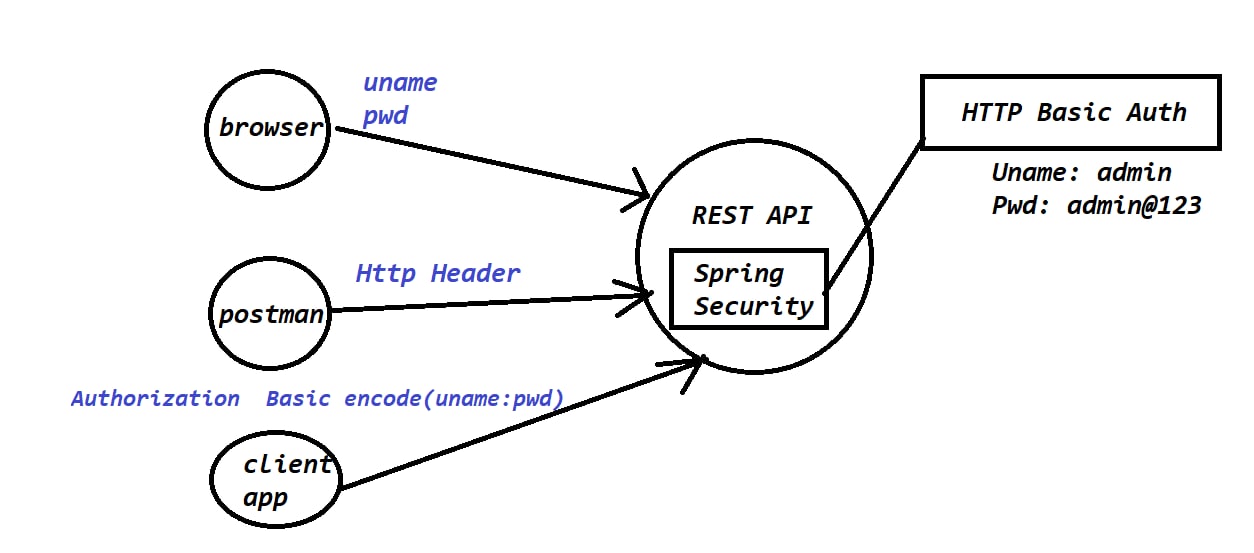 browser
uname
pwd
HTTP Basic Auth
Uname: admin
Pwd: admin@123
REST API
Spring
Security
postman
Http Header
Authorization  Basic encode(uname:pwd)
client
app